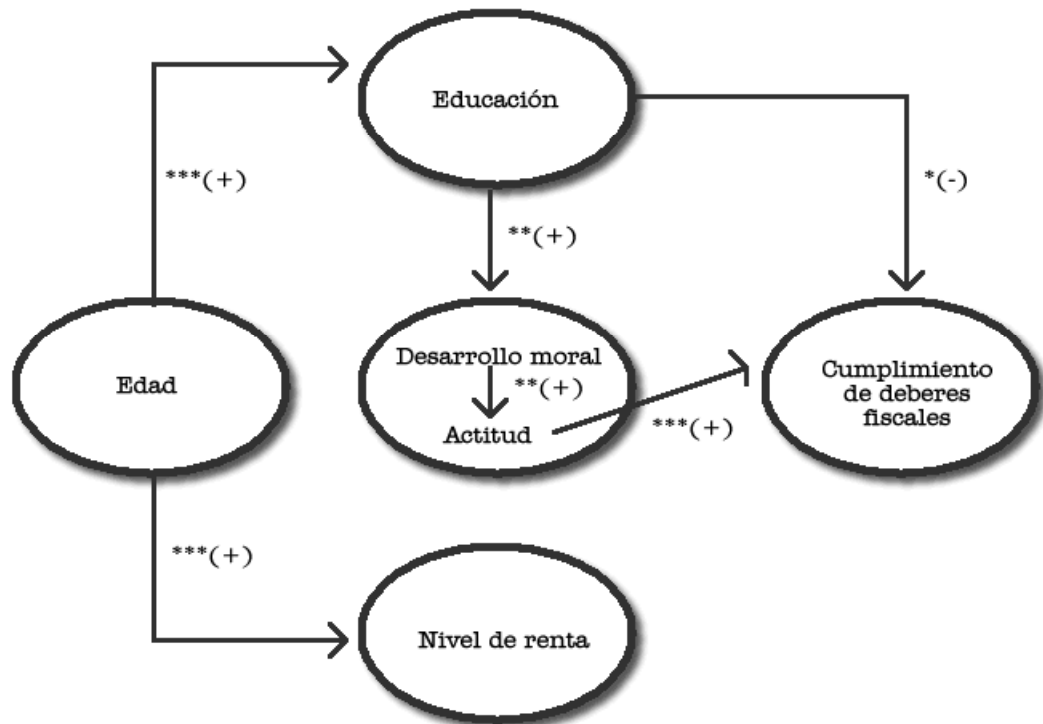 Educación
***(+)
*(-)
**(+)
Edad
Desarrollo moral
**(+)
Actitud
***(+)
Cumplimiento
de deberes
fiscales
***(+)
Nivel de renta